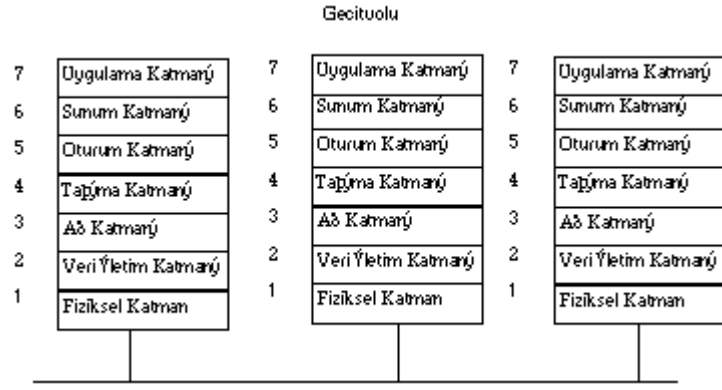 Gecituolu
7 Uygulama Katmaný 7 Uygulama Katmaný 7 Uygulama Katmaný
6 Sunum Katmaný 6 Sunum Katmaný 6 Sunum Katmaný
5 Oturum Katmaný 5 Oturum Katmaný 5 Oturum Katmaný
4 Taþýma Katmaný 4 Taþýma Katmaný 4 Taþýma Katmaný
3 Að Katmaný 3 Að Katmaný 3 Að Katmaný
2 Veri Ýletim Katmaný 2 Veri Ýletim Katmaný 2 Veri Ýletim Katmaný
1 Fiziksel Katman 1 Fiziksel Katman 1 Fiziksel Katman